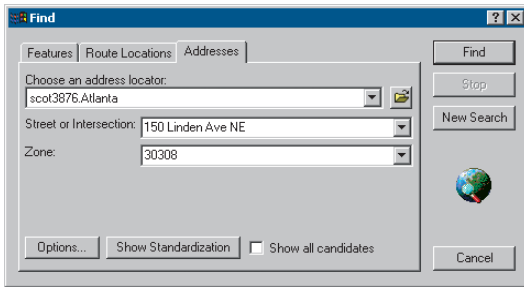 Find
Features Route Locations Addresses
Find
Choose an address locator:
scot3876.Atlanta
Stop
Street or Intersection: 150 Linden Ave NE
New Search
Zone: 30308
Options... Show Standardization Show all candidates
Cancel